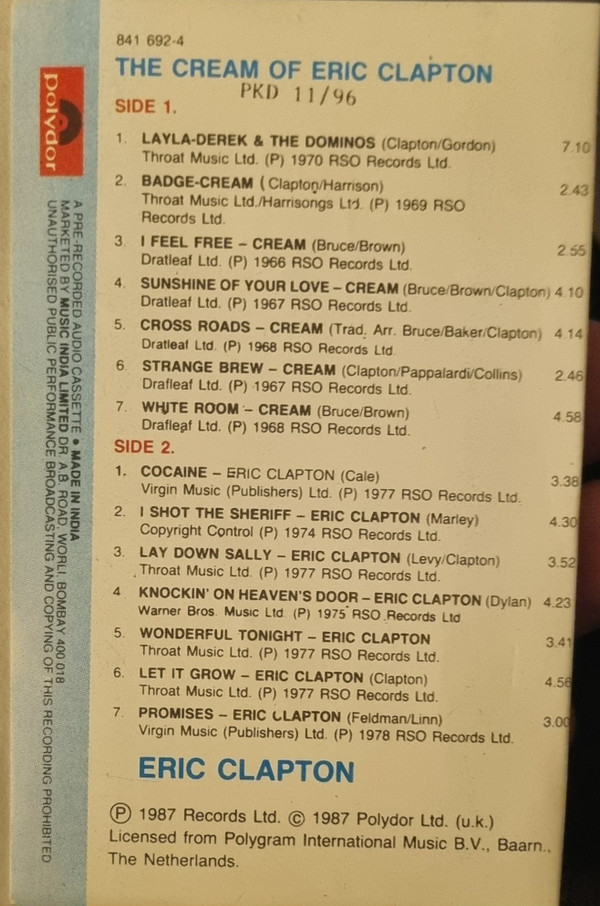 841 692-4
THE CREAM OF ERIC CLAPTON
PKD 11/96
SIDE 1.
1. LAYLA-DEREK & THE DOMINOS (Clapton/Gordon) 7.10
Throat Music Ltd. (P) 1970 RSO Records Ltd.
2. BADGE-CREAM (Clapton/Harrison) 2.43
Throat Music Ltd./Harrisongs Ltd. (P) 1969 RSO
Records Ltd.
3. I FEEL FREE – CREAM (Bruce/Brown) 2.55
Dratleaf Ltd. (P) 1966 RSO Records Ltd.
4. SUNSHINE OF YOUR LOVE – CREAM (Bruce/Brown/Clapton) 4.10
Dratleaf Ltd. (P) 1967 RSO Records Ltd.
5. CROSS ROADS – CREAM (Trad. Arr. Bruce/Baker/Clapton) 4.14
Dratleaf Ltd. (P) 1968 RSO Records Ltd.
6. STRANGE BREW – CREAM (Clapton/Pappalardi/Collins) 2.46
Drafleaf Ltd. (P) 1967 RSO Records Ltd.
7. WHITE ROOM – CREAM (Bruce/Brown) 4.58
Drafleaf Ltd. (P) 1968 RSO Records Ltd.
SIDE 2.
1. COCAINE – ERIC CLAPTON (Cale) 3.38
Virgin Music (Publishers) Ltd. (P) 1977 RSO Records Ltd.
2. I SHOT THE SHERIFF – ERIC CLAPTON (Marley) 4.30
Copyright Control (P) 1974 RSO Records Ltd.
3. LAY DOWN SALLY – ERIC CLAPTON (Levy/Clapton) 3.52
Throat Music Ltd. (P) 1977 RSO Records Ltd.
4. KNOCKIN' ON HEAVEN'S DOOR – ERIC CLAPTON (Dylan) 4.23
Warner Bros. Music Ltd. (P) 1975 RSO Records Ltd
5. WONDERFUL TONIGHT – ERIC CLAPTON 3.41
Throat Music Ltd. (P) 1977 RSO Records Ltd.
6. LET IT GROW – ERIC CLAPTON (Clapton) 4.56
Throat Music Ltd. (P) 1977 RSO Records Ltd.
7. PROMISES – ERIC CLAPTON (Feldman/Linn) 3.00
Virgin Music (Publishers) Ltd. (P) 1978 RSO Records Ltd.
ERIC CLAPTON
Ⓟ 1987 Records Ltd. © 1987 Polydor Ltd. (u.k.)
Licensed from Polygram International Music B.V., Baarn.,
The Netherlands.
polydor
A PRE-RECORDED AUDIO CASSETTE • MADE IN INDIA
MARKETED BY MUSIC INDIA LIMITED DR. A.B. ROAD, WORLI, BOMBAY 400 018
UNAUTHORISED PUBLIC PERFORMANCE BROADCASTING AND COPYING OF THIS RECORDING PROHIBITED